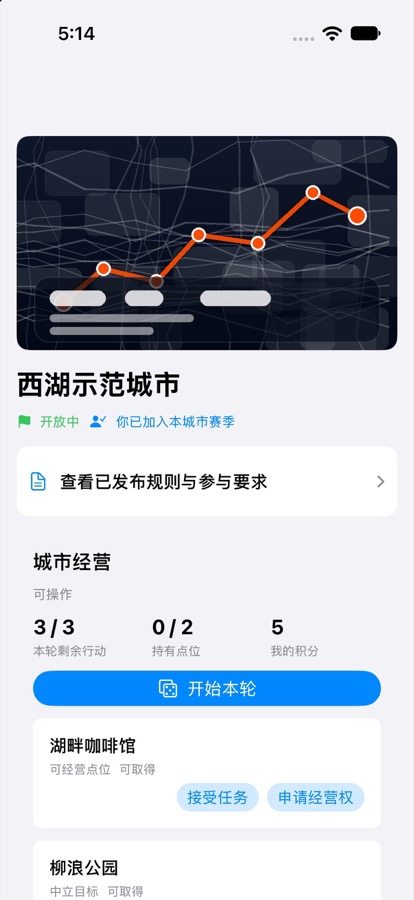 5:14
西湖示范城市
开放中 你已加入本城市赛季
查看已发布规则与参与要求
城市经营
可操作
3 / 3 0 / 2 5
本轮剩余行动 持有点位 我的积分
开始本轮
湖畔咖啡馆
可经营点位 可取得
接受任务 申请经营权
柳浪公园
中立目标 可取得